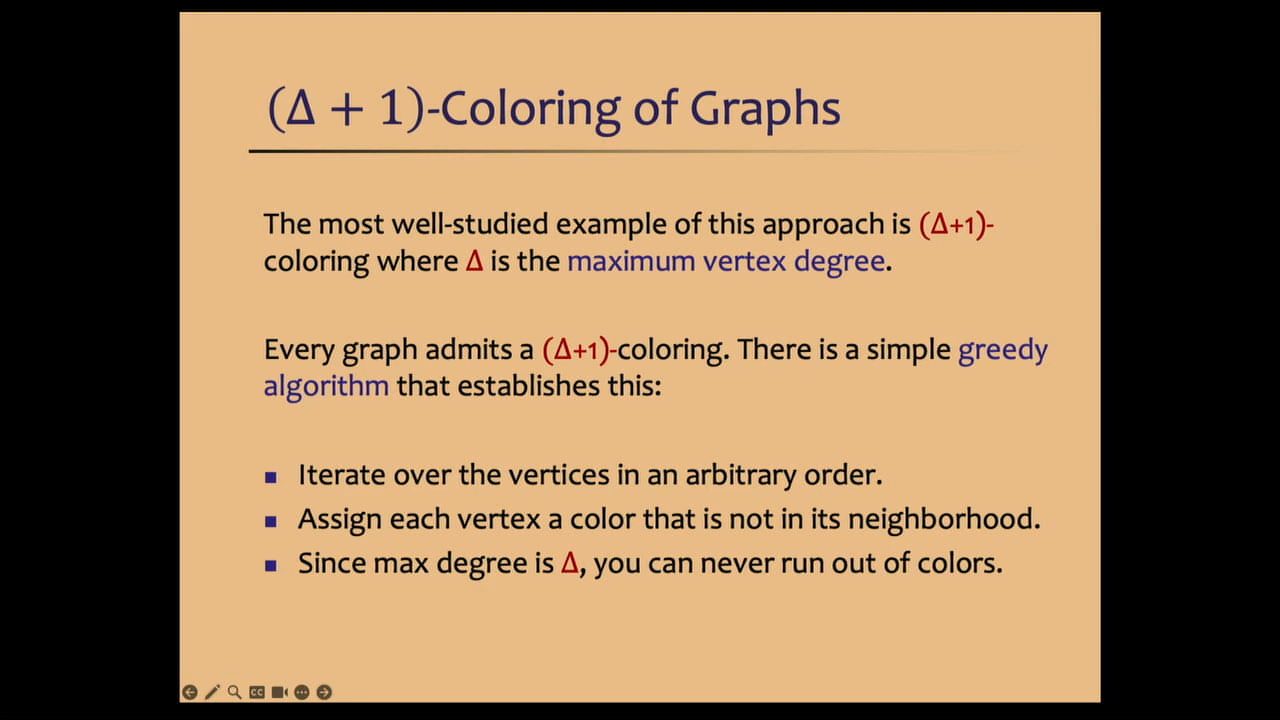 (Δ + 1)-Coloring of Graphs
The most well-studied example of this approach is (Δ+1)-
coloring where Δ is the maximum vertex degree.
Every graph admits a (Δ+1)-coloring. There is a simple greedy
algorithm that establishes this:
Iterate over the vertices in an arbitrary order.
Assign each vertex a color that is not in its neighborhood.
Since max degree is Δ, you can never run out of colors.
CC